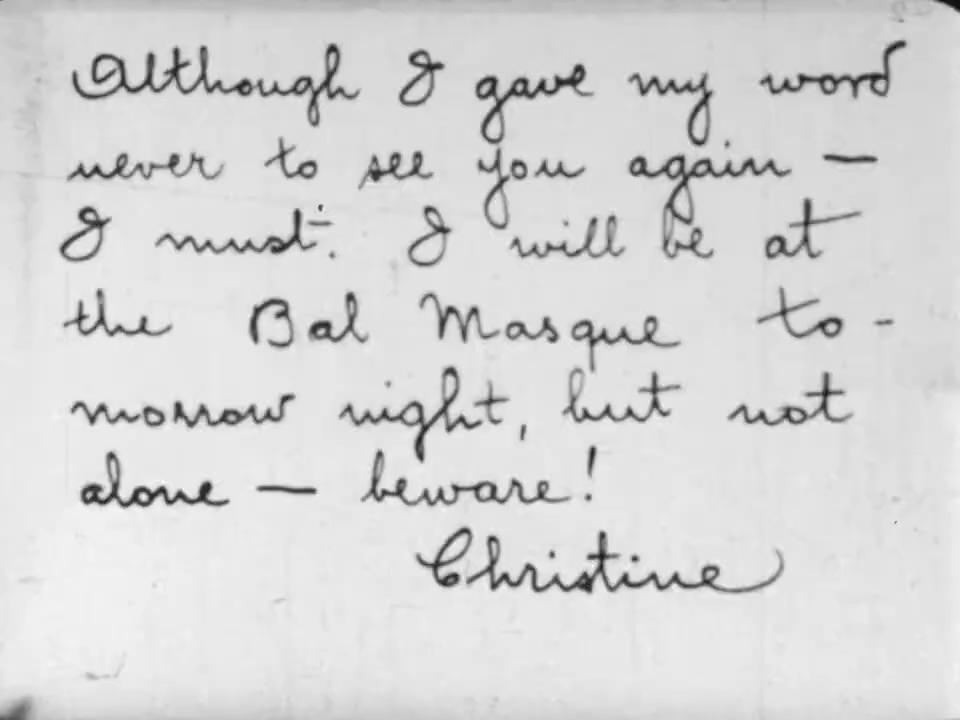 Although I gave my word
never to see you again —
I must. I will be at
the Bal Masque to-
morrow night, but not
alone — beware!
Christine